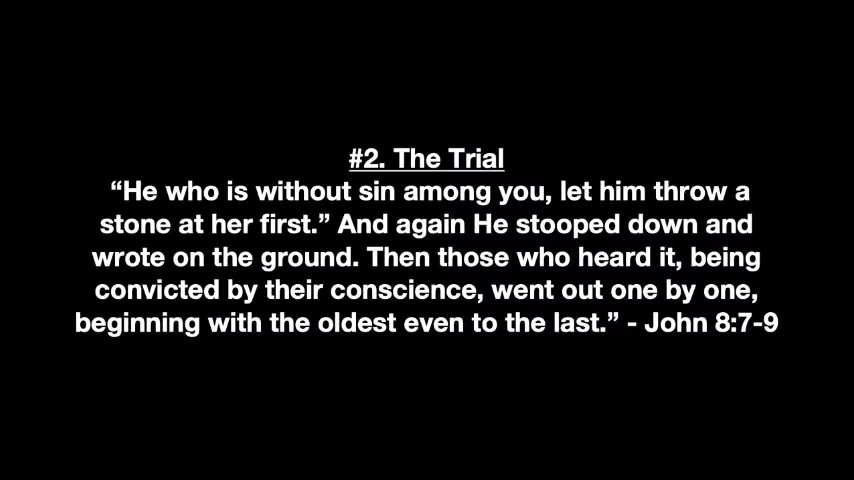 #2. The Trial
“He who is without sin among you, let him throw a
stone at her first.” And again He stooped down and
wrote on the ground. Then those who heard it, being
convicted by their conscience, went out one by one,
beginning with the oldest even to the last.” - John 8:7-9